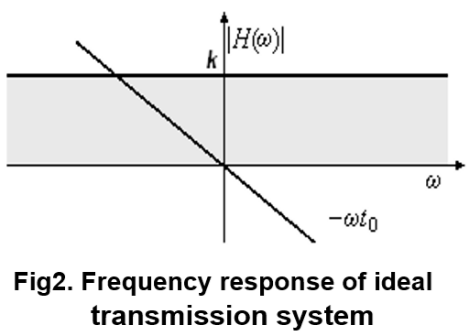 |H(ω)|
k
ω
-ωt₀
Fig2. Frequency response of ideal
transmission system